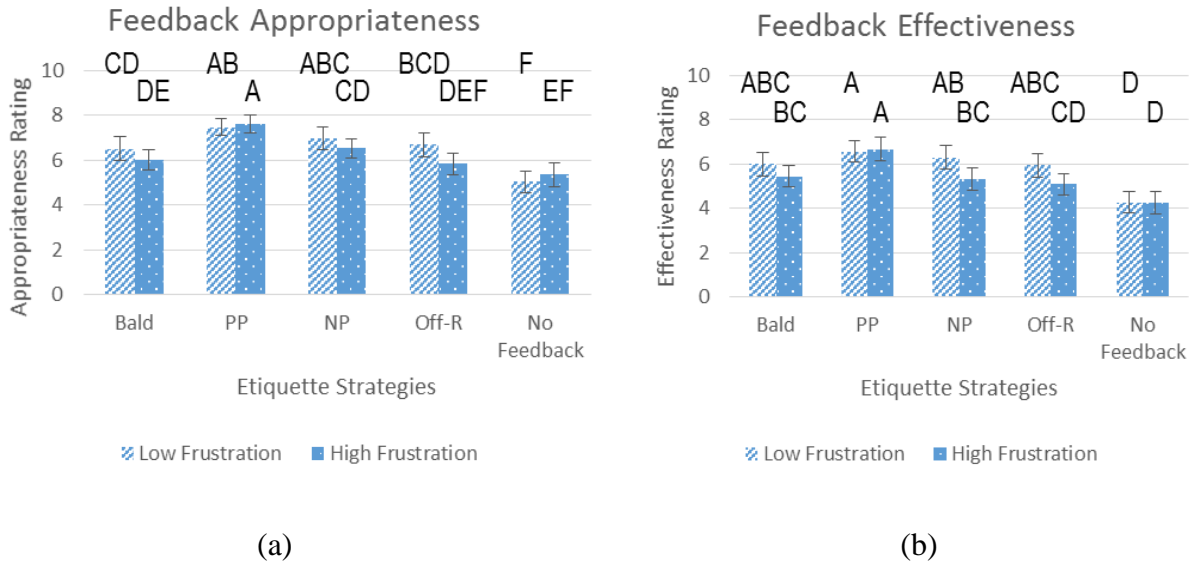 Feedback Appropriateness
CD AB ABC BCD F
DE A CD DEF EF
10
8
6
4
2
0
Appropriateness Rating
Bald PP NP Off-R No Feedback
Etiquette Strategies
Low Frustration High Frustration
(a)
Feedback Effectiveness
ABC A AB ABC D
BC A BC CD D
10
8
6
4
2
0
Effectiveness Rating
Bald PP NP Off-R No Feedback
Etiquette Strategies
Low Frustration High Frustration
(b)